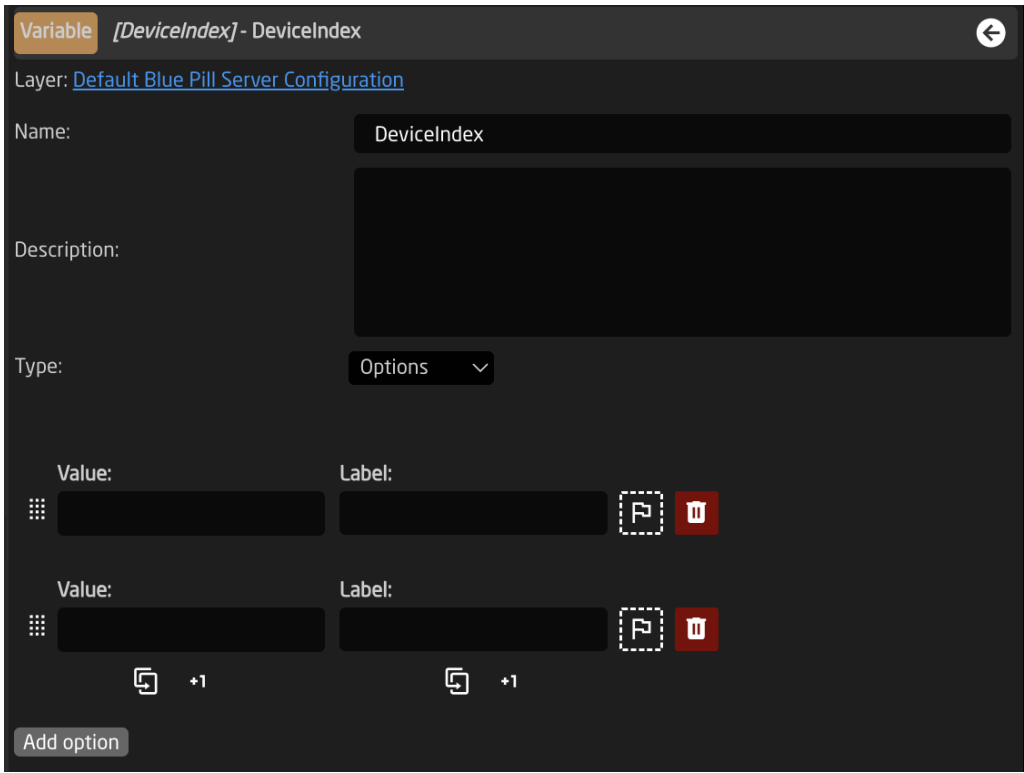 Variable [DeviceIndex] - DeviceIndex
Layer: Default Blue Pill Server Configuration
Name: DeviceIndex
Description:
Type: Options
Value: Label:
Value: Label:
+1 +1
Add option